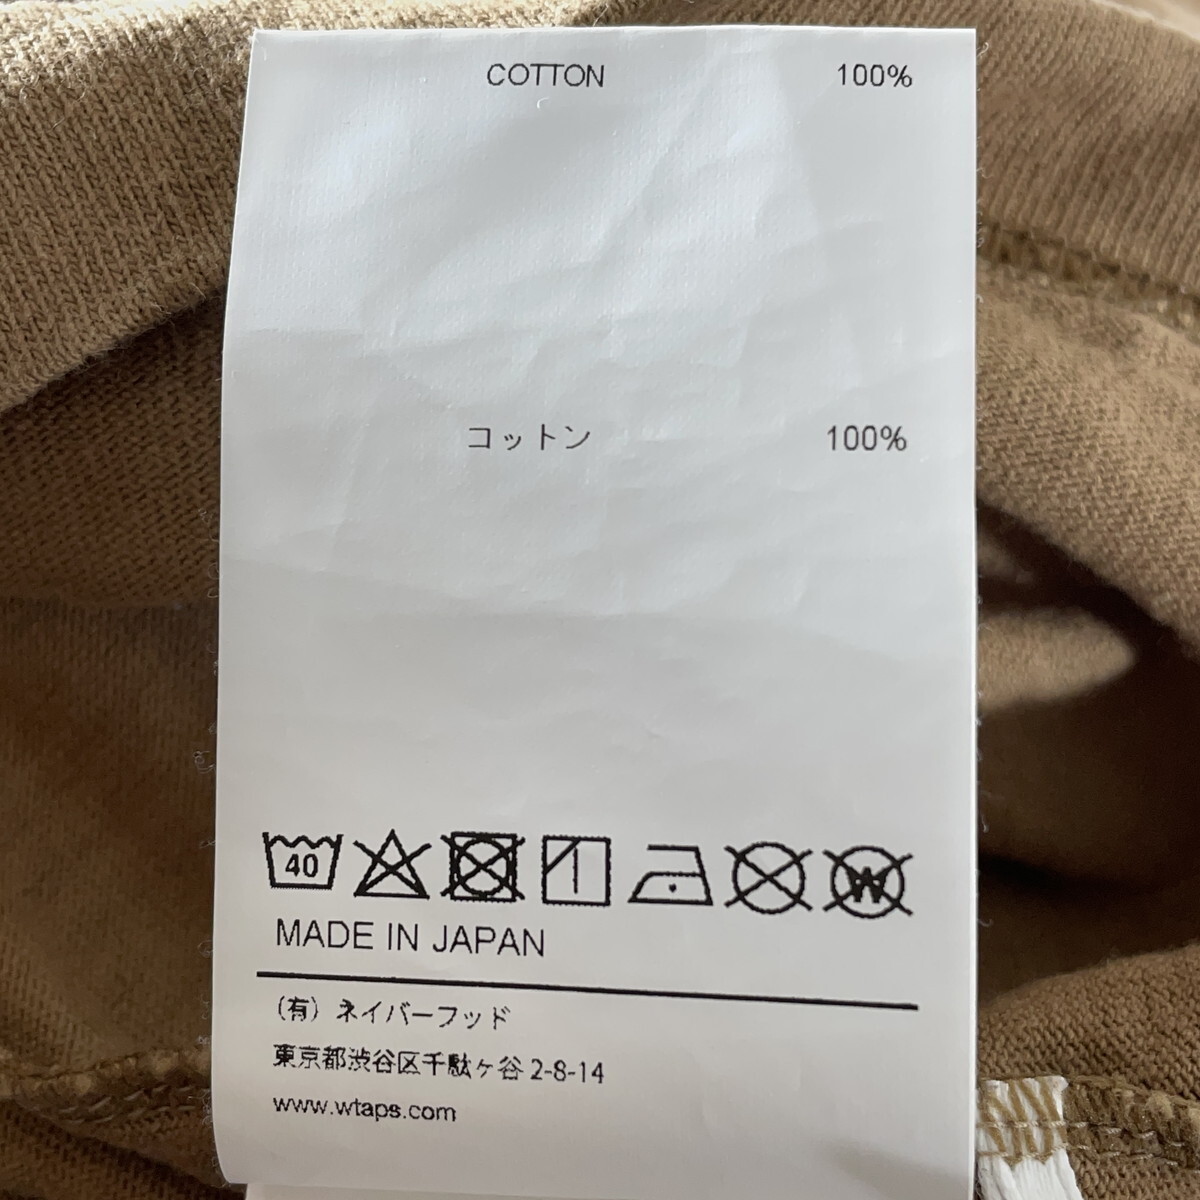 COTTON 100%
コットン 100%
40
W
MADE IN JAPAN
(有) ネイバーフッド
東京都渋谷区千駄ヶ谷 2-8-14
www.wtaps.com